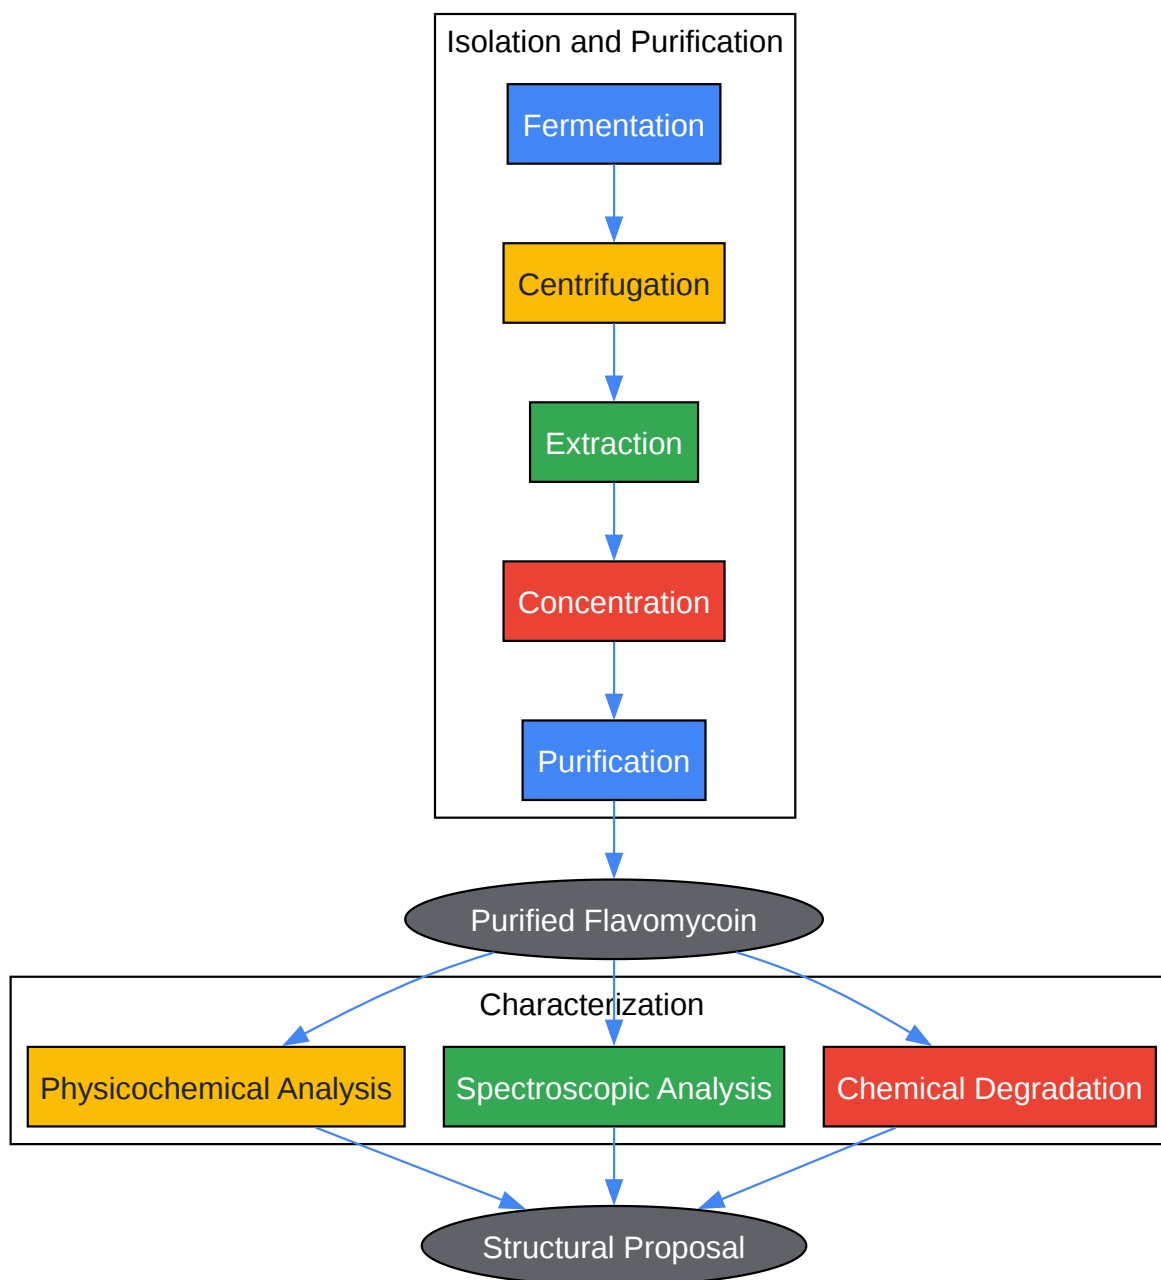 Isolation and Purification
Fermentation
Centrifugation
Extraction
Concentration
Purification
Purified Flavomycoin
Characterization
Physicochemical Analysis
Spectroscopic Analysis
Chemical Degradation
Structural Proposal